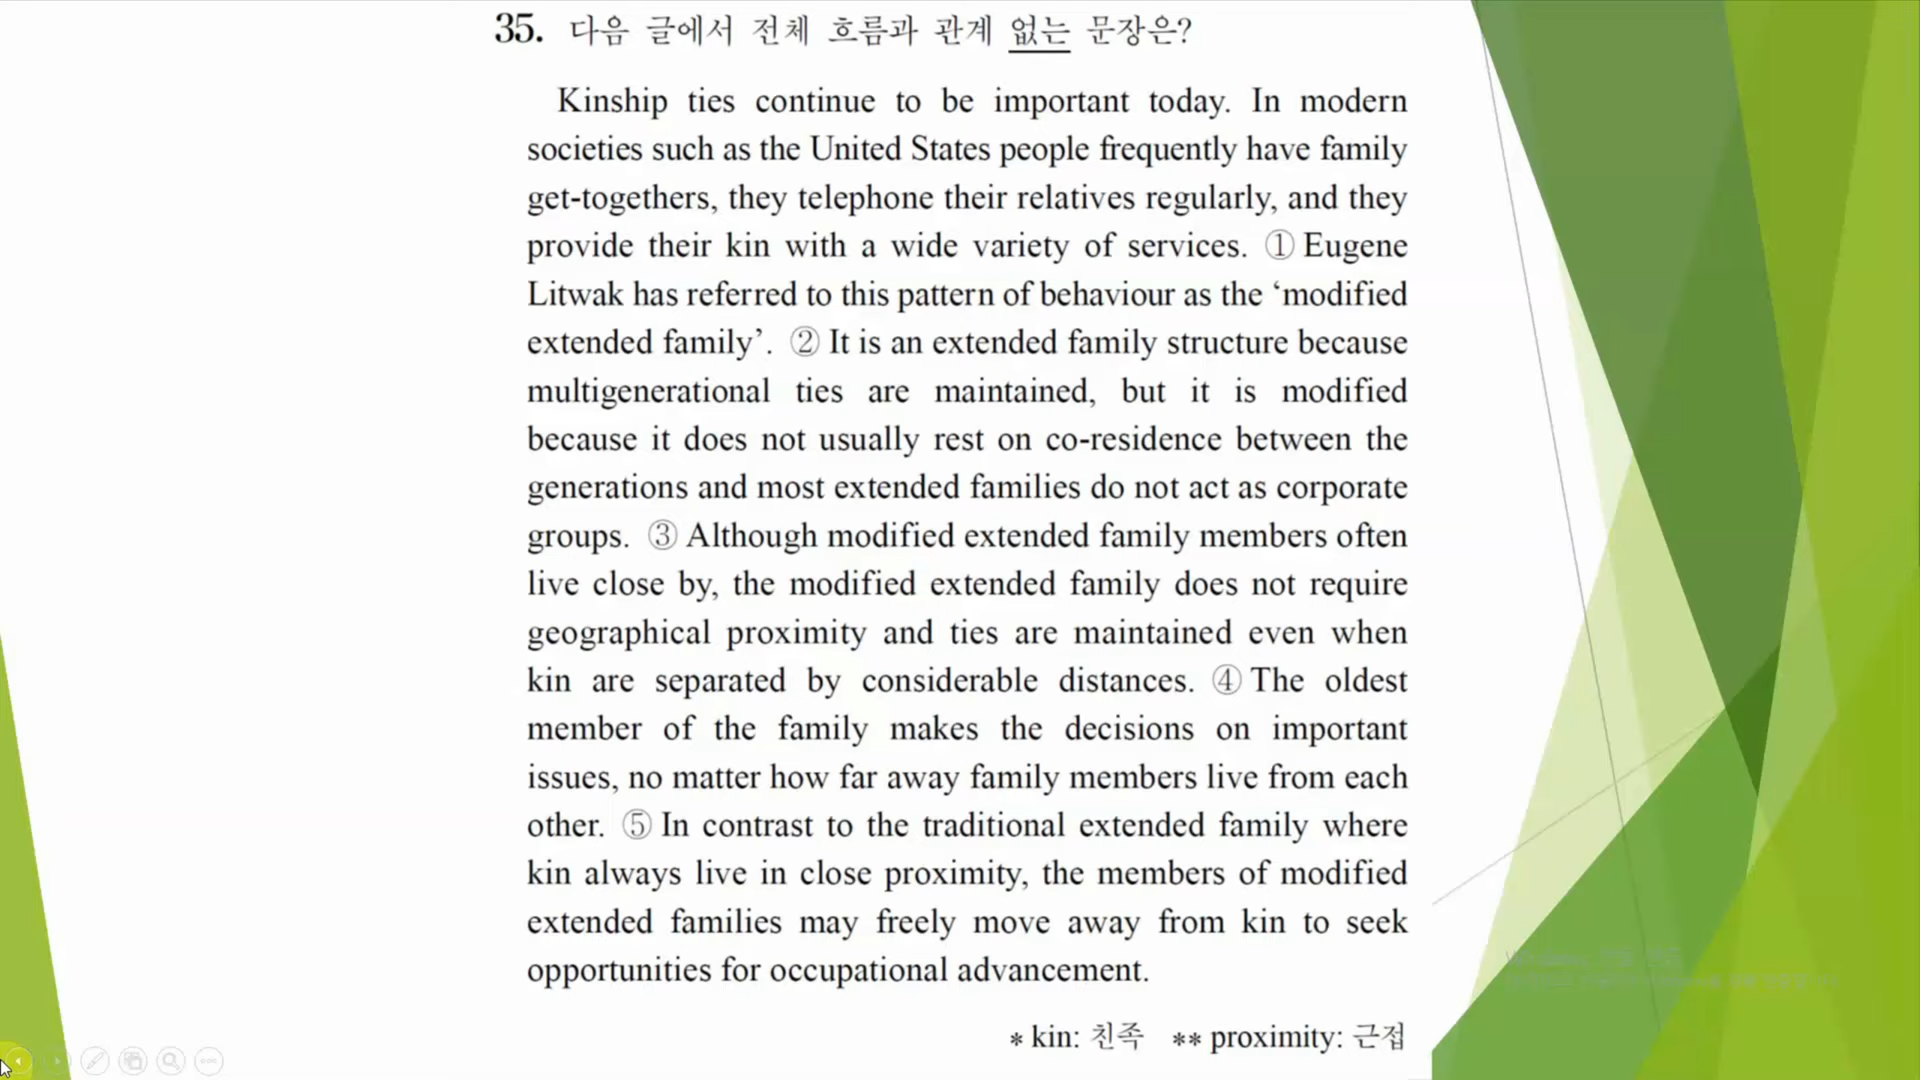 35. 다음 글에서 전체 흐름과 관계 없는 문장은?
Kinship ties continue to be important today. In modern
societies such as the United States people frequently have family
get-togethers, they telephone their relatives regularly, and they
provide their kin with a wide variety of services. ① Eugene
Litwak has referred to this pattern of behaviour as the ‘modified
extended family’. ② It is an extended family structure because
multigenerational ties are maintained, but it is modified
because it does not usually rest on co-residence between the
generations and most extended families do not act as corporate
groups. ③ Although modified extended family members often
live close by, the modified extended family does not require
geographical proximity and ties are maintained even when
kin are separated by considerable distances. ④ The oldest
member of the family makes the decisions on important
issues, no matter how far away family members live from each
other. ⑤ In contrast to the traditional extended family where
kin always live in close proximity, the members of modified
extended families may freely move away from kin to seek
opportunities for occupational advancement.
* kin: 친족 ** proximity: 근접